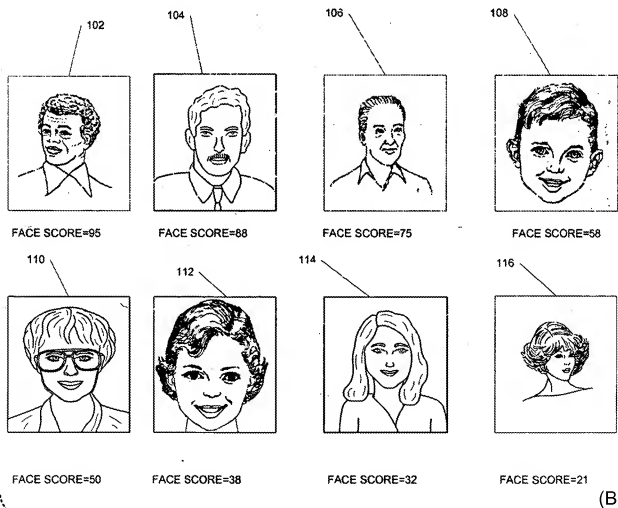 102
104
106
108
FACE SCORE=95
FACE SCORE=88
FACE SCORE=75
FACE SCORE=58
110
112
114
116
FACE SCORE=50
FACE SCORE=38
FACE SCORE=32
FACE SCORE=21
(B